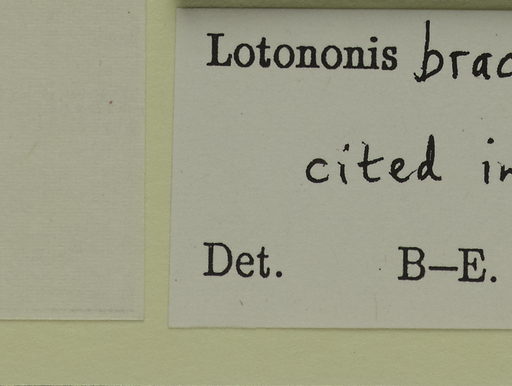 Lotononis brac
cited in
Det. B–E.